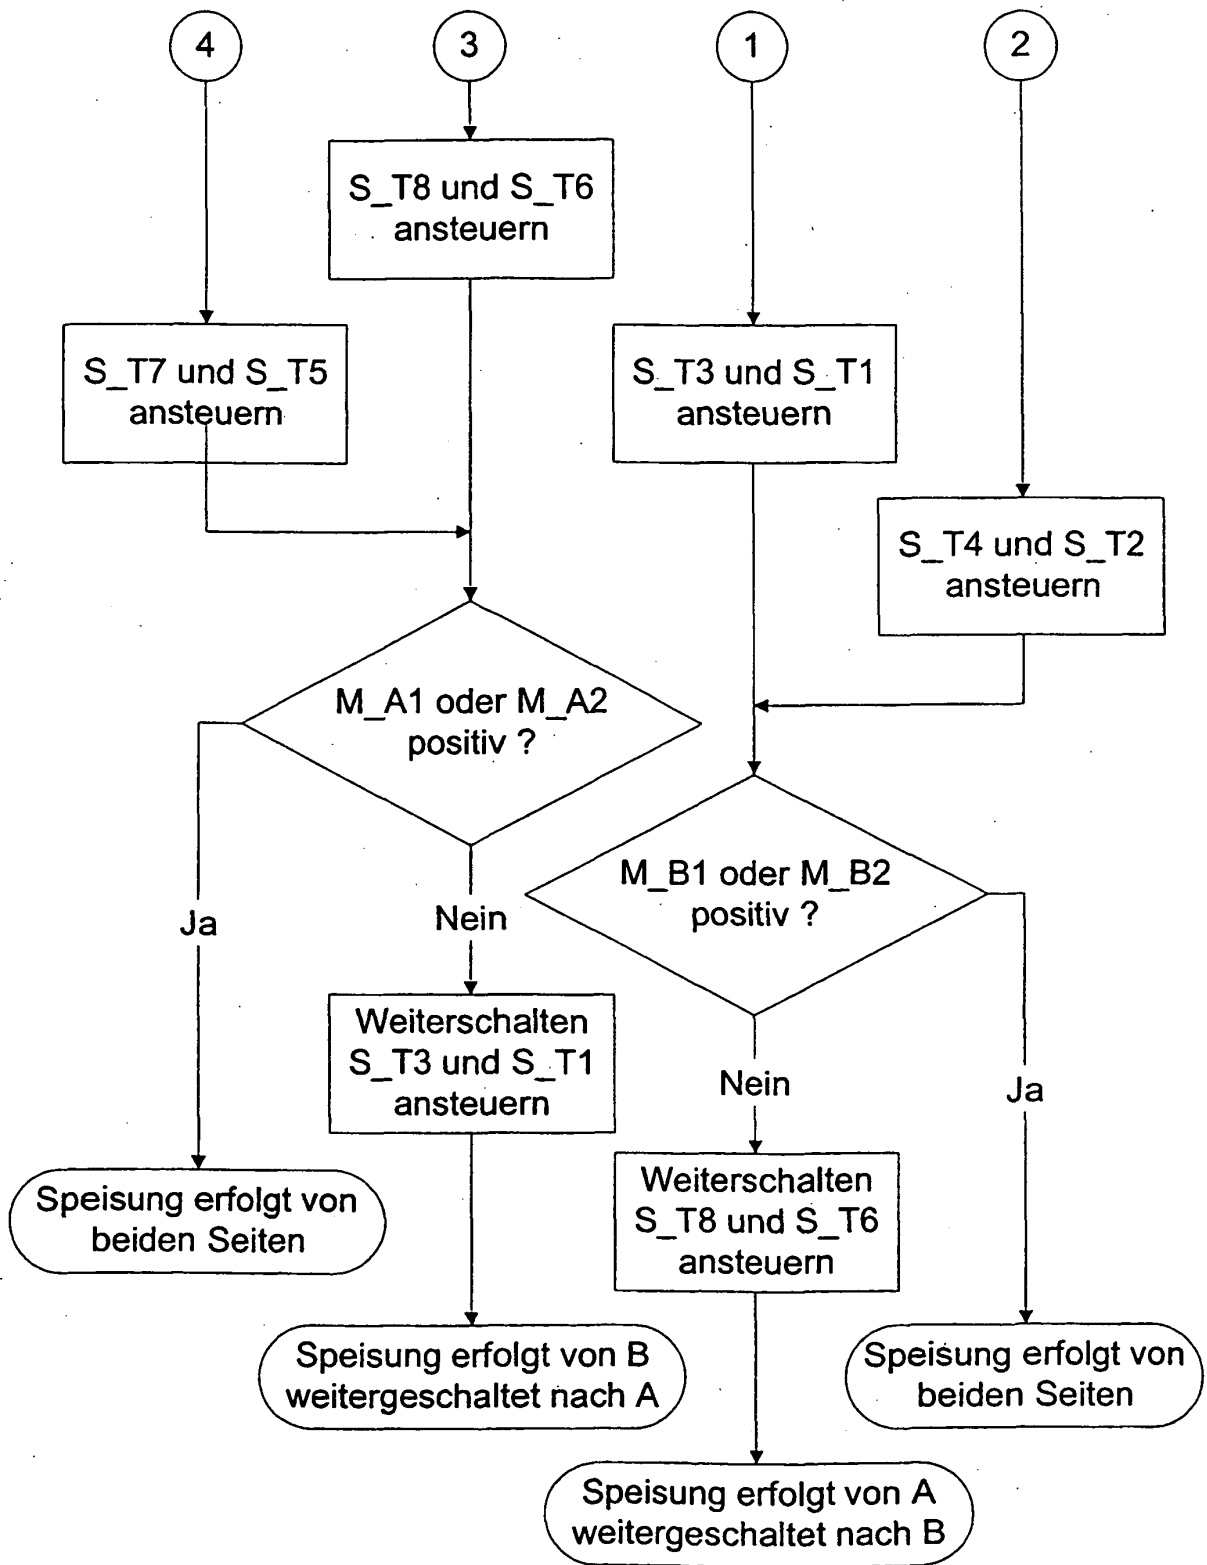 4
3
1
2
S_T8 und S_T6
ansteuern
S_T7 und S_T5
ansteuern
S_T3 und S_T1
ansteuern
S_T4 und S_T2
ansteuern
M_A1 oder M_A2
positiv ?
M_B1 oder M_B2
positiv ?
Ja
Nein
Weiterschalten
S_T3 und S_T1
ansteuern
Nein
Ja
Weiterschalten
S_T8 und S_T6
ansteuern
Speisung erfolgt von
beiden Seiten
Speisung erfolgt von B
weitergeschaltet nach A
Speisung erfolgt von
beiden Seiten
Speisung erfolgt von A
weitergeschaltet nach B